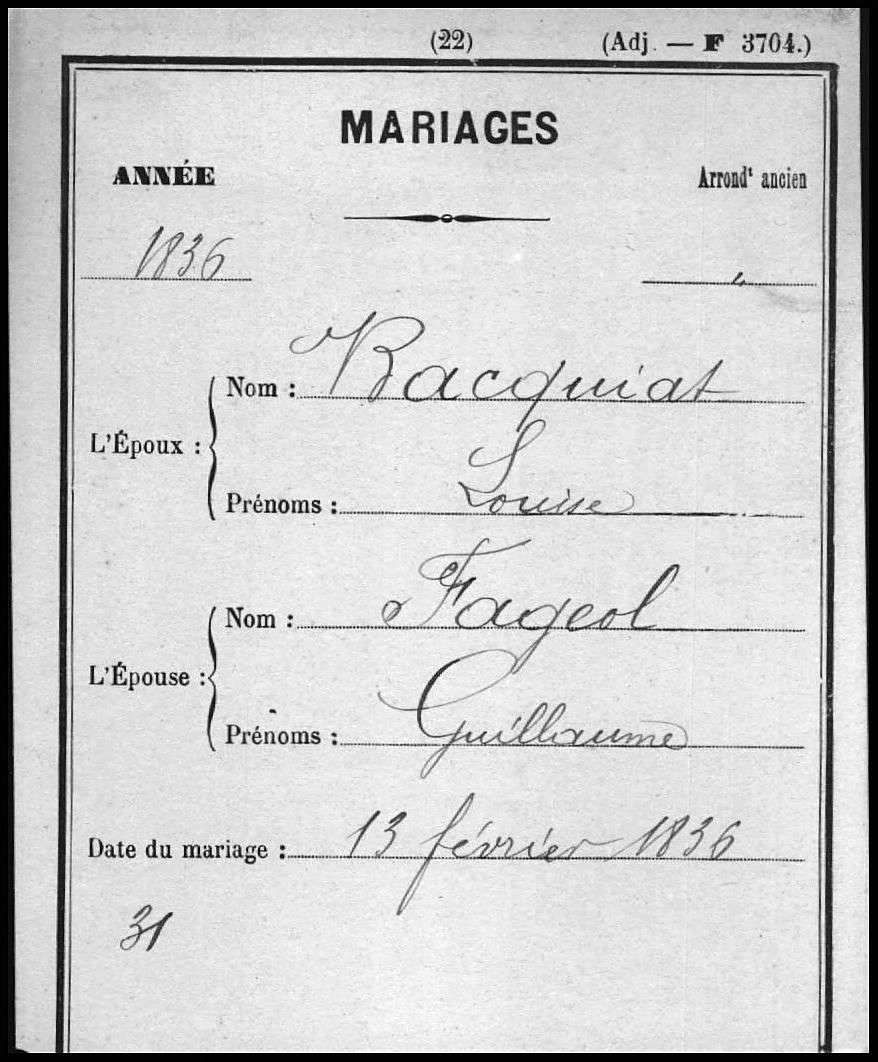 (22) (Adj. — F 3704.)
MARIAGES
ANNÉE Arrondt ancien
1836 "
L'Époux : Nom : Bacquiat
Prénoms : Louise
L'Épouse : Nom : Fageol
Prénoms : Guillaume
Date du mariage : 13 février 1836
31